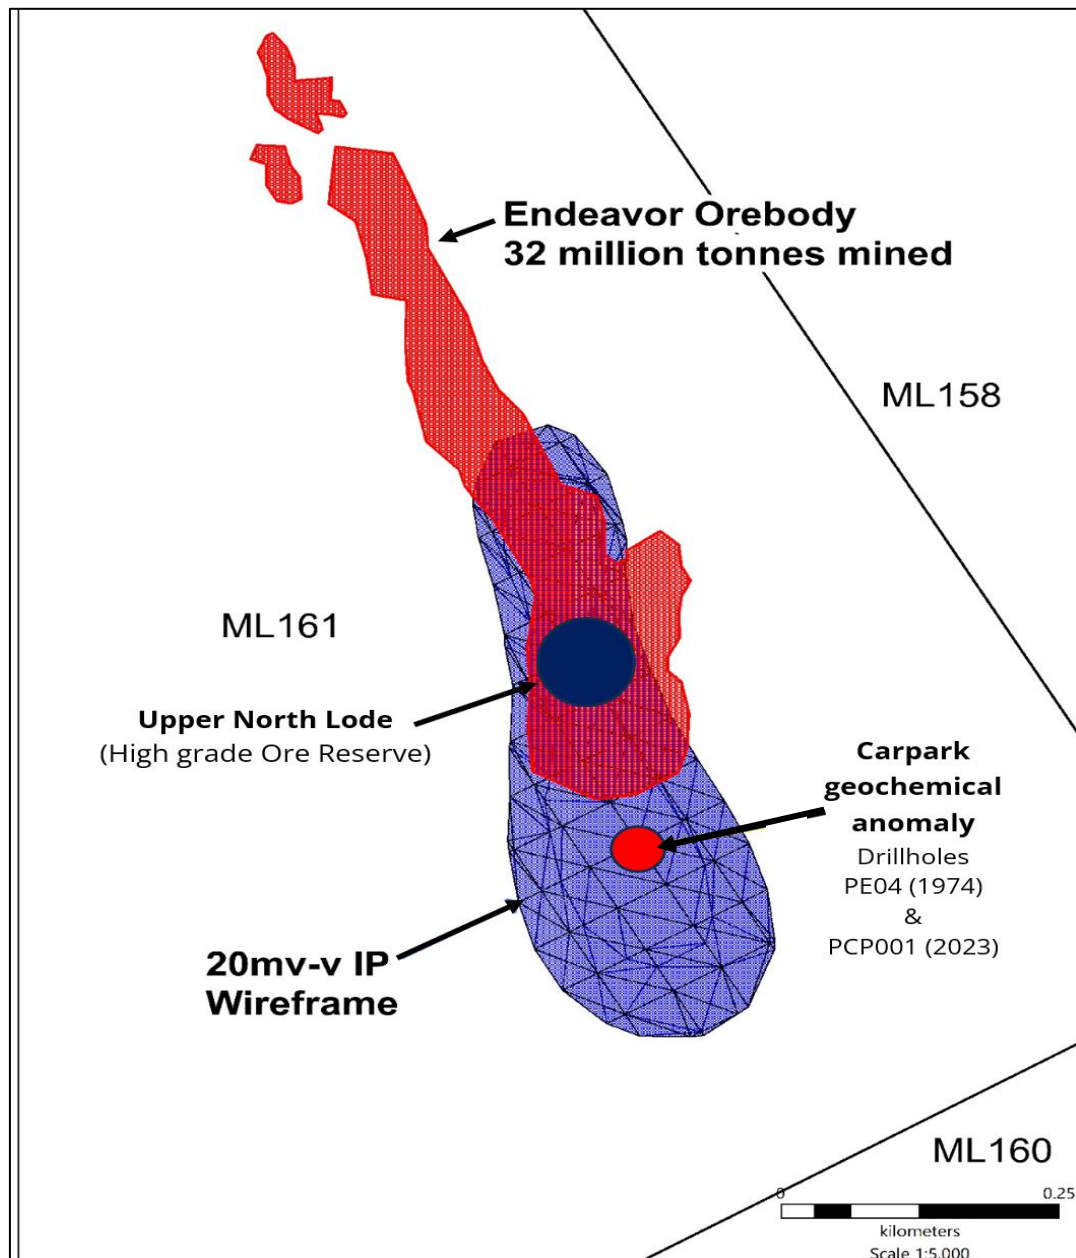 Endeavor Orebody
32 million tonnes mined
ML158
ML161
Upper North Lode
(High grade Ore Reserve)
Carpark
geochemical
anomaly
Drillholes
PE04 (1974)
&
PCP001 (2023)
20mv-v IP
Wireframe
ML160
0 0.25
kilometers
Scale 1:5,000